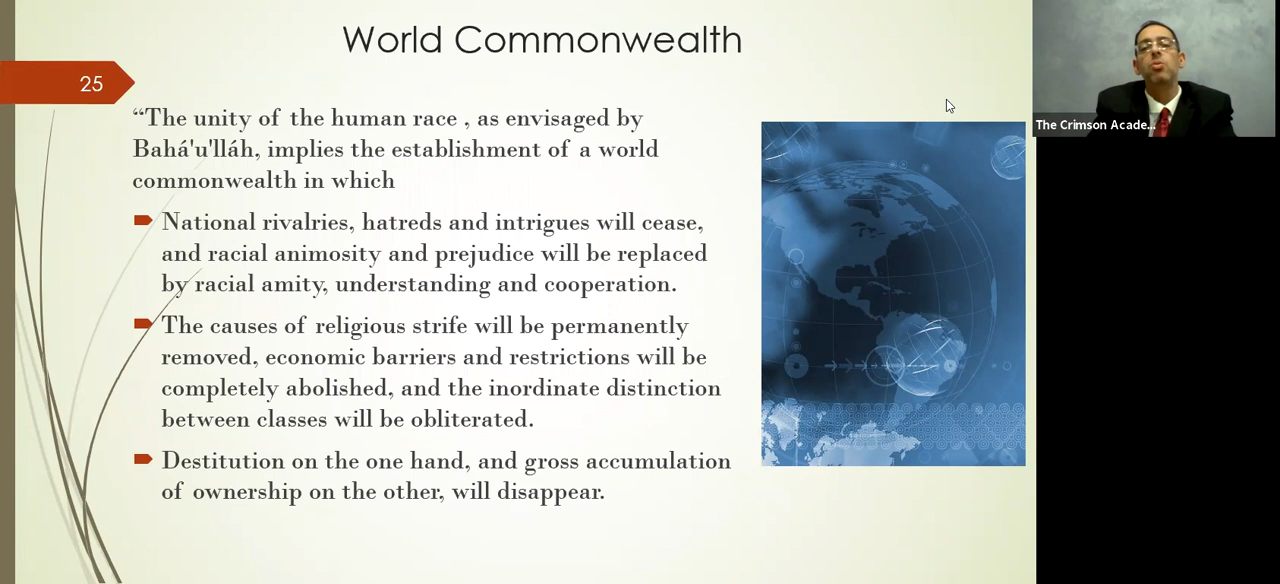 World Commonwealth
25
“The unity of the human race , as envisaged by
Bahá'u'lláh, implies the establishment of a world
commonwealth in which
National rivalries, hatreds and intrigues will cease,
and racial animosity and prejudice will be replaced
by racial amity, understanding and cooperation.
The causes of religious strife will be permanently
removed, economic barriers and restrictions will be
completely abolished, and the inordinate distinction
between classes will be obliterated.
Destitution on the one hand, and gross accumulation
of ownership on the other, will disappear.
The Crimson Acade...